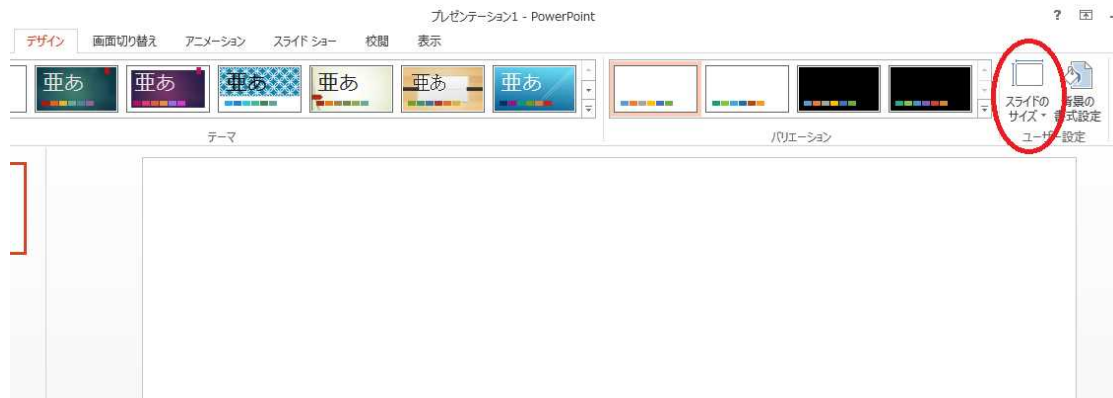 プレゼンテーション1 - PowerPoint
?
デザイン 画面切り替え アニメーション スライド ショー 校閲 表示
亜あ 亜あ 亜あ 亜あ 亜あ 亜あ
スライドの サイズ
背景の 書式設定
テーマ バリエーション ユーザー設定